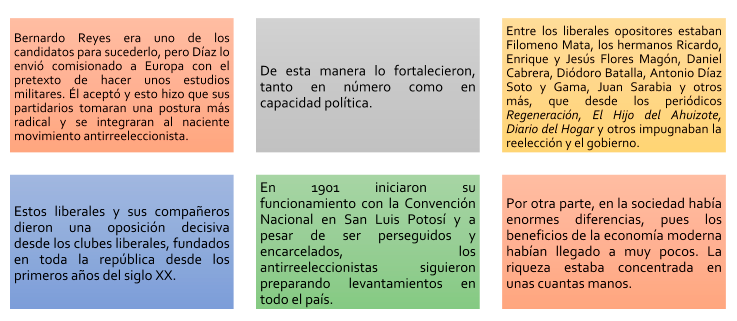 Bernardo Reyes era uno de los
candidatos para sucederlo, pero Díaz lo
envió comisionado a Europa con el
pretexto de hacer unos estudios
militares. Él aceptó y esto hizo que sus
partidarios tomaran una postura más
radical y se integraran al naciente
movimiento antirreeleccionista.
De esta manera lo fortalecieron,
tanto en número como en
capacidad política.
Entre los liberales opositores estaban
Filomeno Mata, los hermanos Ricardo,
Enrique y Jesús Flores Magón, Daniel
Cabrera, Diódoro Batalla, Antonio Díaz
Soto y Gama, Juan Sarabia y otros
más, que desde los periódicos
Regeneración, El Hijo del Ahuizote,
Diario del Hogar y otros impugnaban la
reelección y el gobierno.
Estos liberales y sus compañeros
dieron una oposición decisiva
desde los clubes liberales, fundados
en toda la república desde los
primeros años del siglo XX.
En 1901 iniciaron su
funcionamiento con la Convención
Nacional en San Luis Potosí y a
pesar de ser perseguidos y
encarcelados, los
antirreeleccionistas siguieron
preparando levantamientos en
todo el país.
Por otra parte, en la sociedad había
enormes diferencias, pues los
beneficios de la economía moderna
habían llegado a muy pocos. La
riqueza estaba concentrada en
unas cuantas manos.